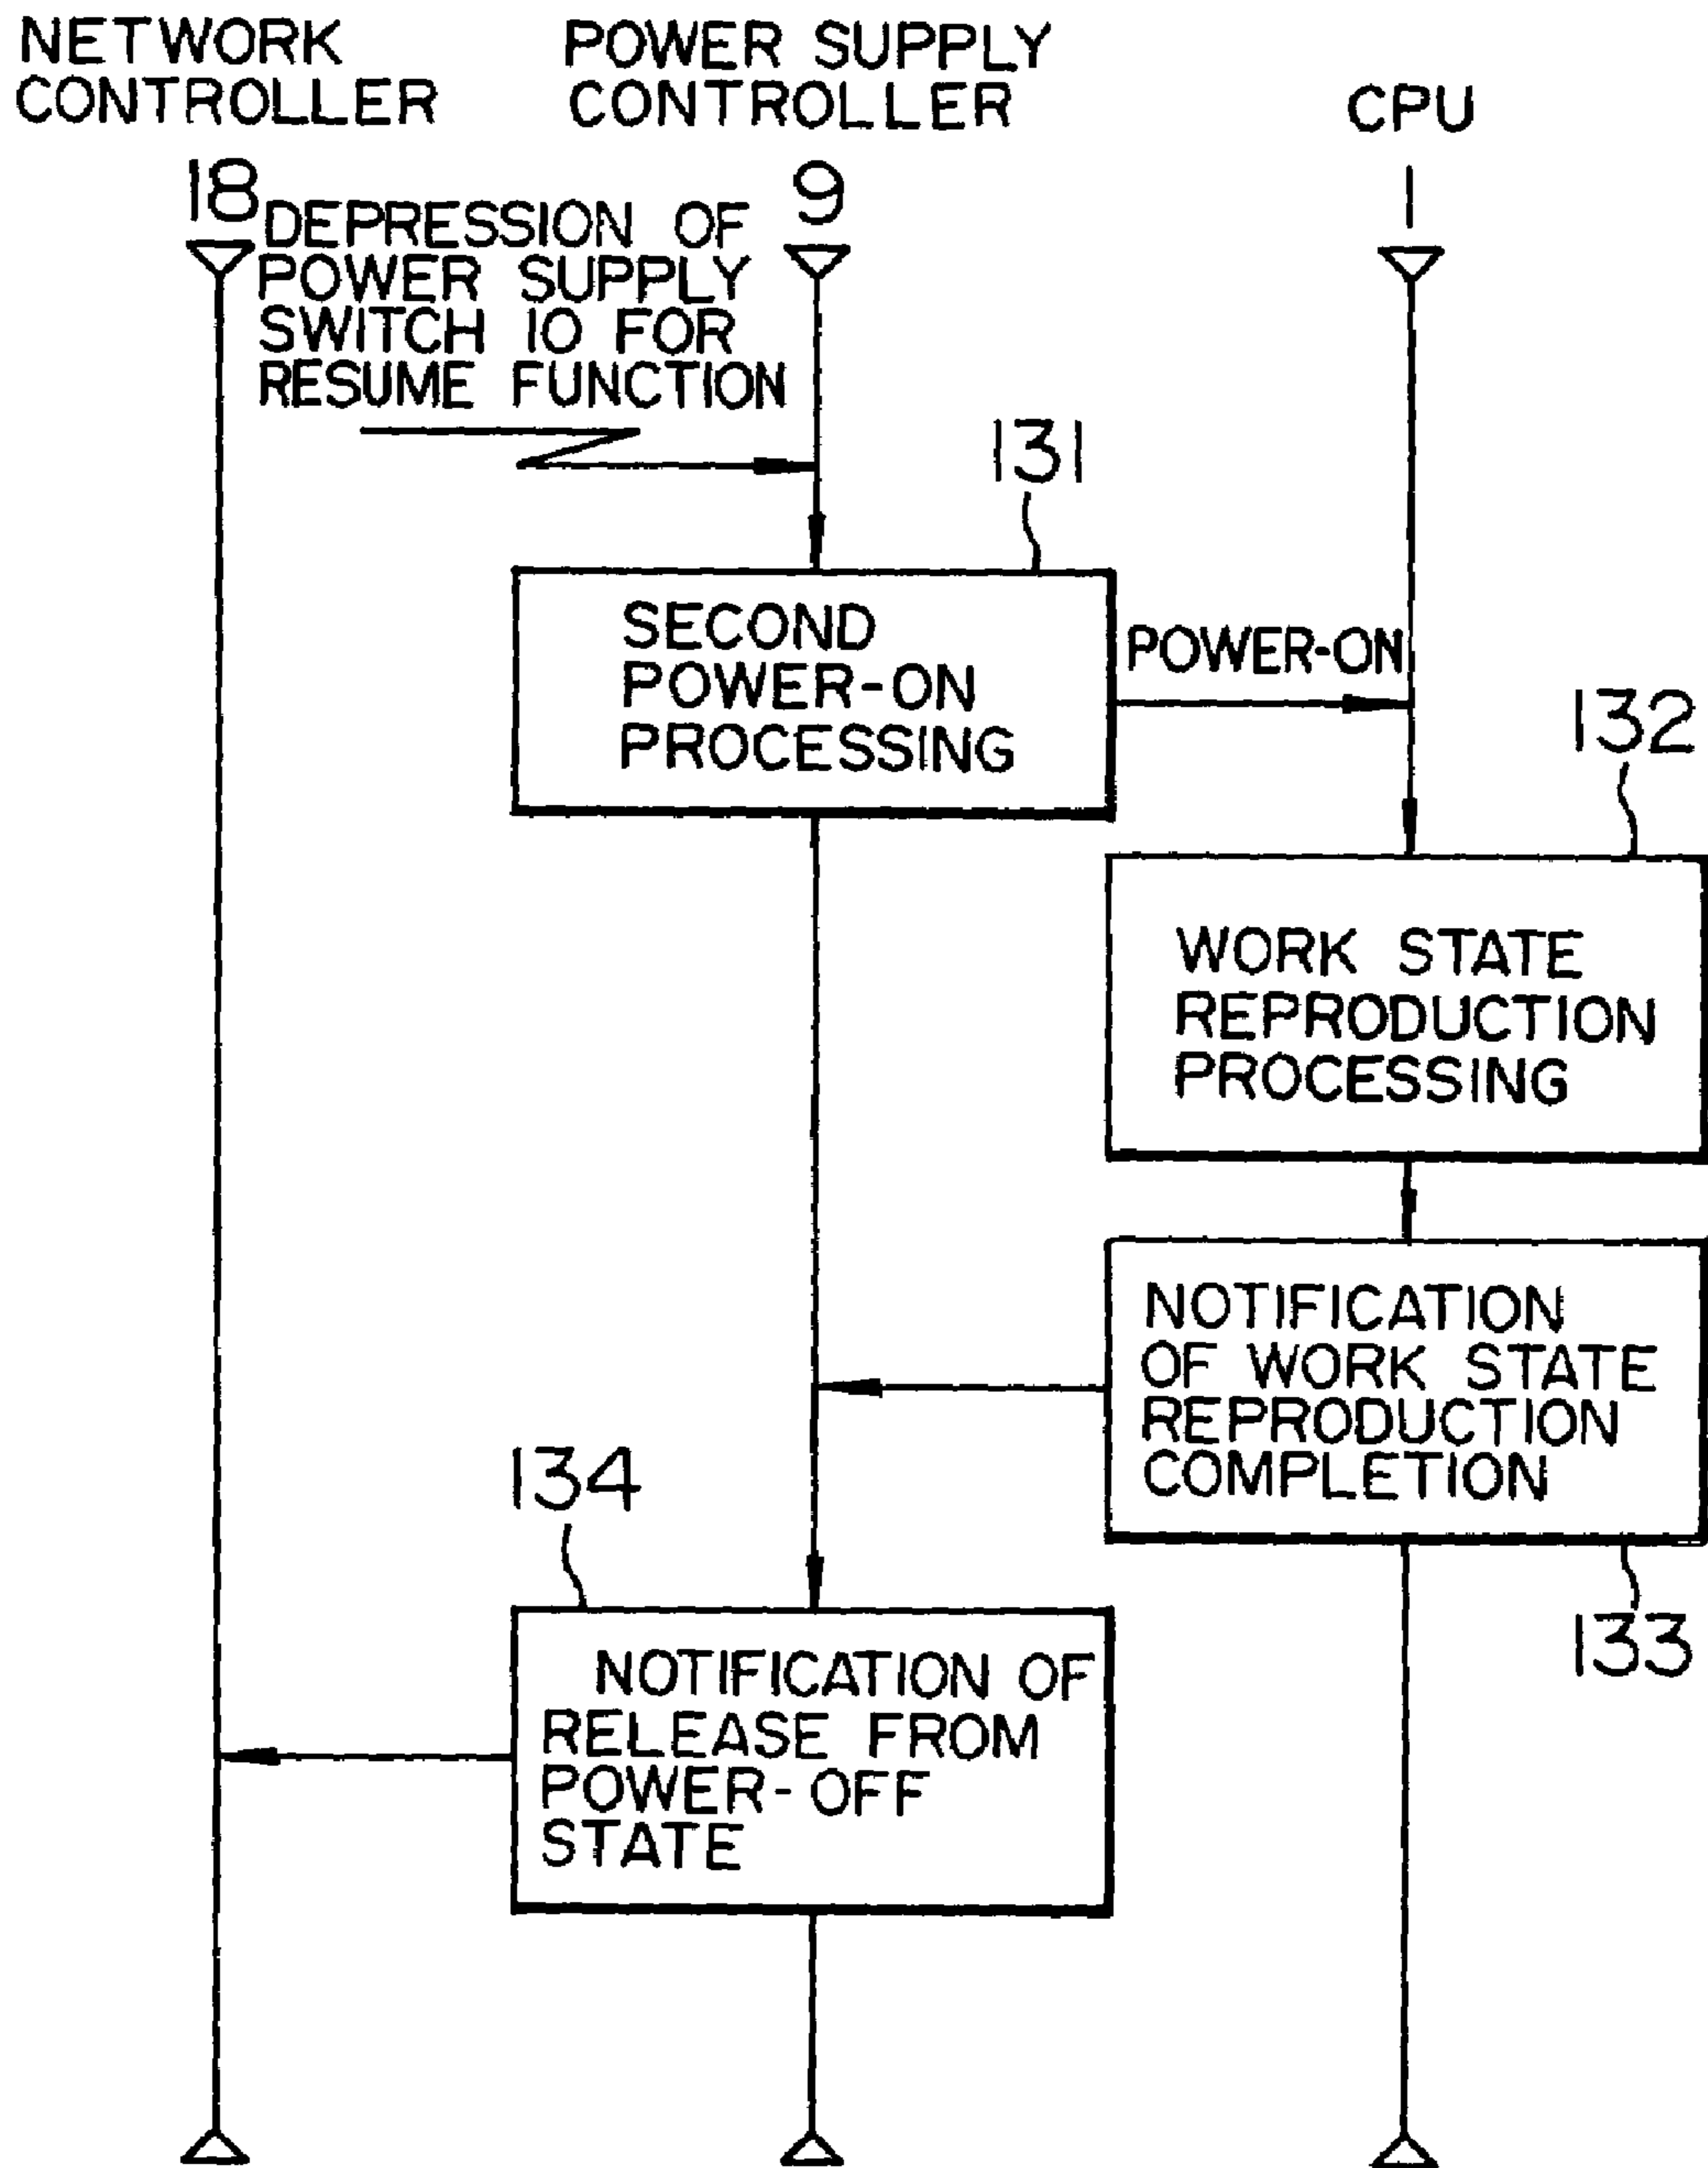 NETWORK
CONTROLLER
POWER SUPPLY
CONTROLLER
CPU
18
9
1
DEPRESSION OF
POWER SUPPLY
SWITCH 10 FOR
RESUME FUNCTION
131
SECOND
POWER-ON
PROCESSING
POWER-ON
132
WORK STATE
REPRODUCTION
PROCESSING
NOTIFICATION
OF WORK STATE
REPRODUCTION
COMPLETION
133
134
NOTIFICATION OF
RELEASE FROM
POWER-OFF
STATE